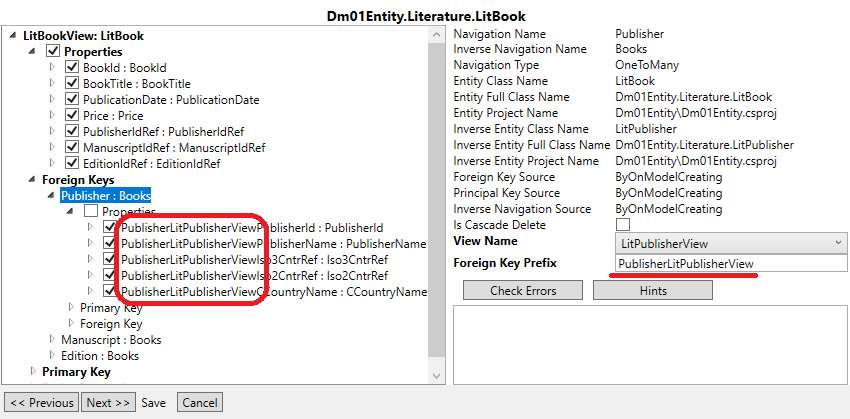 Dm01Entity.Literature.LitBook
LitBookView: LitBook
Properties
BookId : BookId
BookTitle : BookTitle
PublicationDate : PublicationDate
Price : Price
PublisherIdRef : PublisherIdRef
ManuscriptIdRef : ManuscriptIdRef
EditionIdRef : EditionIdRef
Foreign Keys
Publisher : Books
Properties
PublisherLitPublisherViewPublisherId : PublisherId
PublisherLitPublisherViewPublisherName : PublisherName
PublisherLitPublisherViewIso3CntrRef : Iso3CntrRef
PublisherLitPublisherViewIso2CntrRef : Iso2CntrRef
PublisherLitPublisherViewCCountryName : CCountryName
Primary Key
Foreign Key
Manuscript : Books
Edition : Books
Primary Key
Navigation Name Publisher
Inverse Navigation Name Books
Navigation Type OneToMany
Entity Class Name LitBook
Entity Full Class Name Dm01Entity.Literature.LitBook
Entity Project Name Dm01Entity\Dm01Entity.csproj
Inverse Entity Class Name LitPublisher
Inverse Entity Full Class Name Dm01Entity.Literature.LitPublisher
Inverse Entity Project Name Dm01Entity\Dm01Entity.csproj
Foreign Key Source ByOnModelCreating
Principal Key Source ByOnModelCreating
Inverse Navigation Source ByOnModelCreating
Is Cascade Delete
View Name LitPublisherView
Foreign Key Prefix PublisherLitPublisherView
Check Errors Hints
<< Previous Next >> Save Cancel